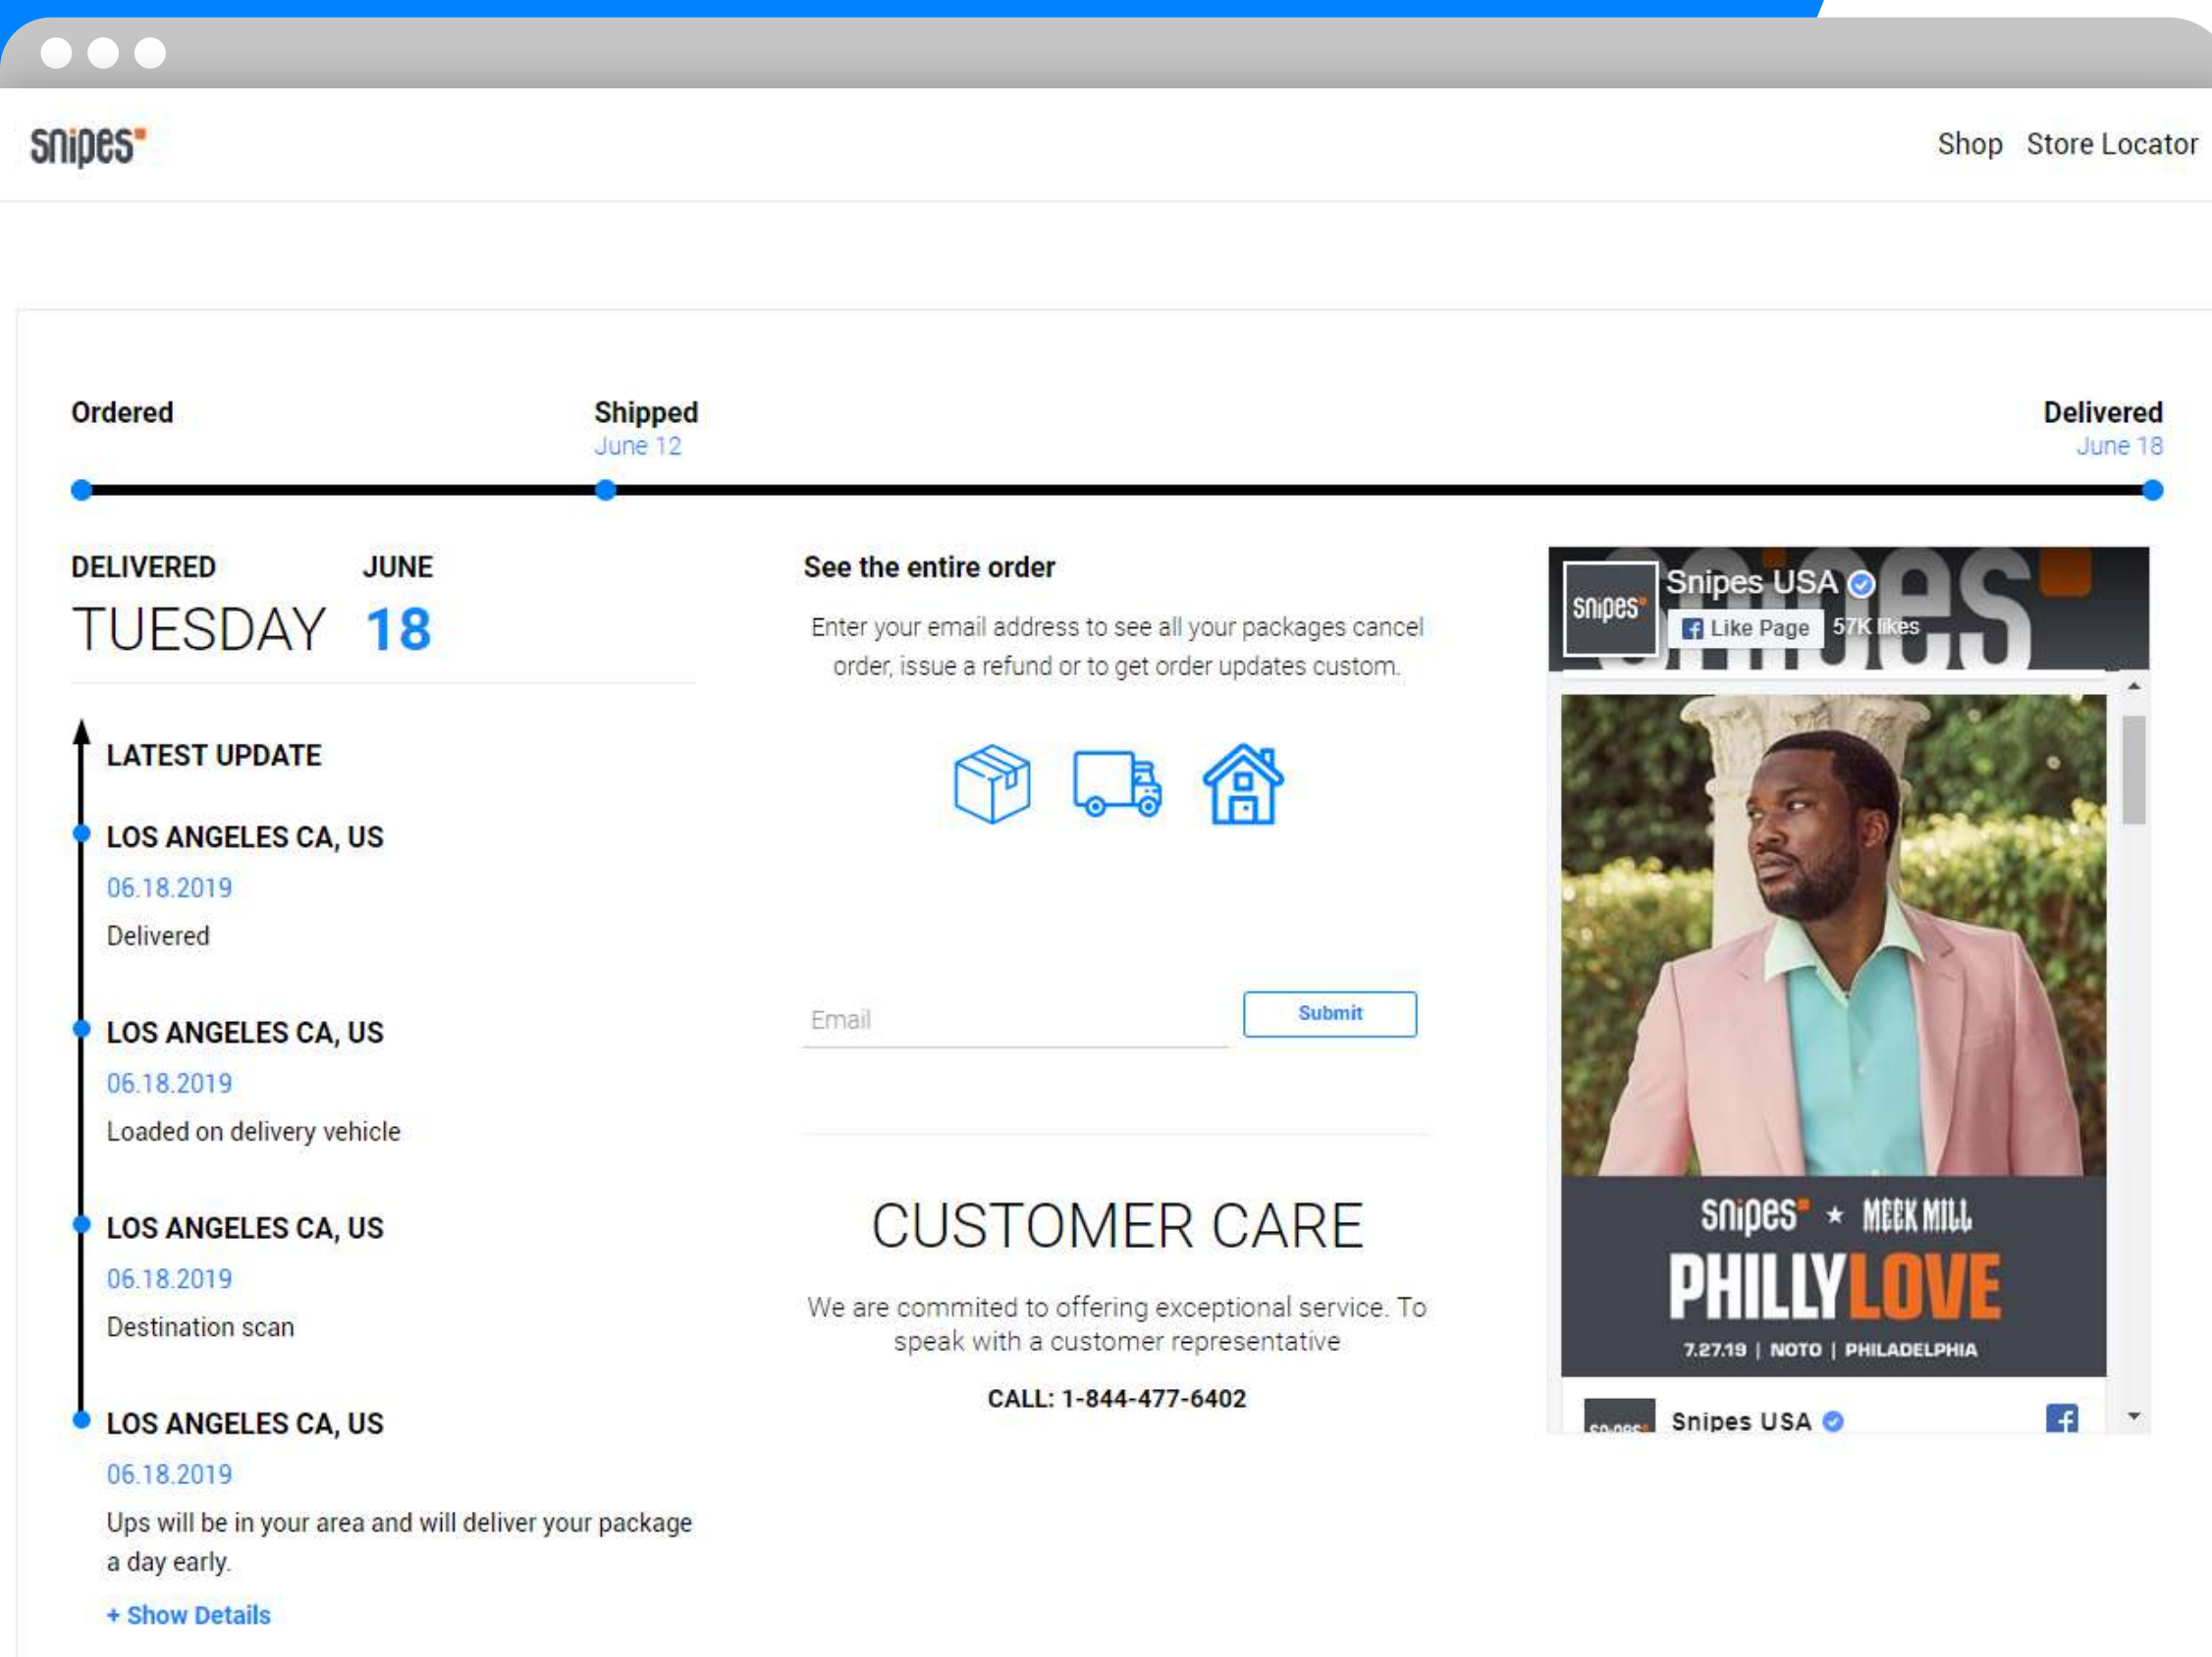 snipes
Shop Store Locator
Ordered
Shipped
June 12
Delivered
June 18
DELIVERED
JUNE
TUESDAY 18
LATEST UPDATE
LOS ANGELES CA, US
06.18.2019
Delivered
LOS ANGELES CA, US
06.18.2019
Loaded on delivery vehicle
LOS ANGELES CA, US
06.18.2019
Destination scan
LOS ANGELES CA, US
06.18.2019
Ups will be in your area and will deliver your package
a day early.
+ Show Details
See the entire order
Enter your email address to see all your packages cancel
order, issue a refund or to get order updates custom.
Email
Submit
CUSTOMER CARE
We are commited to offering exceptional service. To
speak with a customer representative
CALL: 1-844-477-6402
snipes
snipes
Snipes USA
Like Page
57K likes
snipes ★ MEEK MILL
PHILLYLOVE
7.27.19 | NOTO | PHILADELPHIA
snipes
Snipes USA